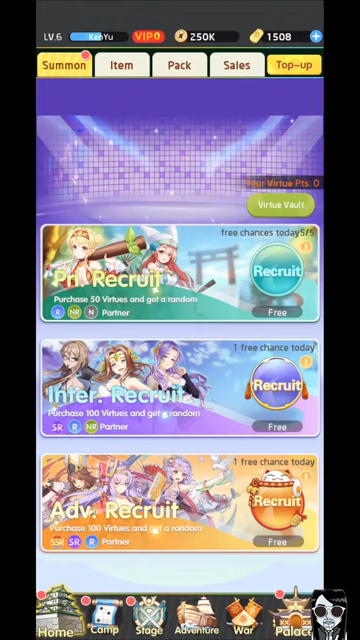 LV.6 KenYu VIP0 250K 1508
Summon Item Pack Sales Top-up
Your Virtue Pts: 0
Virtue Vault
free chances today5/5
Pri. Recruit
Recruit
Purchase 50 Virtues and get a random
R NR N Partner
Free
1 free chance today
Inter. Recruit
Recruit
Purchase 100 Virtues and get a random
SR R NR Partner
Free
1 free chance today
Adv. Recruit
Recruit
Purchase 100 Virtues and get a random
SSR SR R Partner
Free
Home Camp Stage Adventure War Palace